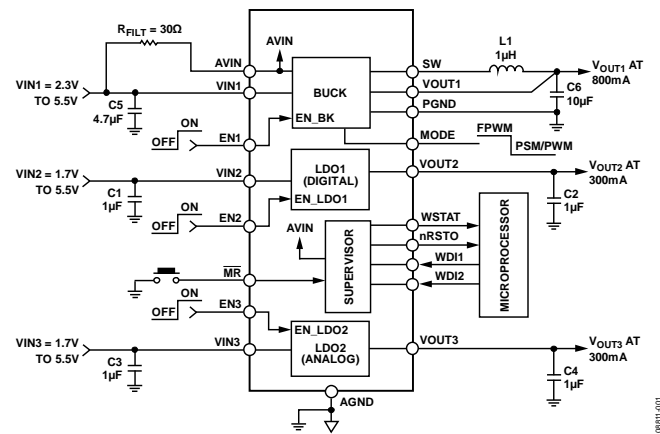 RFILT = 30Ω
AVIN
AVIN
VIN1 = 2.3V
TO 5.5V
VIN1
C5
4.7µF
ON
OFF
EN1
BUCK
EN_BK
SW
L1
1µH
VOUT1 AT
800mA
VOUT1
C6
10µF
PGND
MODE
FPWM
PSM/PWM
VIN2 = 1.7V
TO 5.5V
VIN2
C1
1µF
ON
OFF
EN2
LDO1
(DIGITAL)
EN_LDO1
VOUT2
VOUT2 AT
300mA
C2
1µF
AVIN
SUPERVISOR
MR
WSTAT
nRSTO
WDI1
WDI2
MICROPROCESSOR
ON
OFF
EN3
VIN3 = 1.7V
TO 5.5V
VIN3
C3
1µF
EN_LDO2
LDO2
(ANALOG)
VOUT3
VOUT3 AT
300mA
C4
1µF
AGND
08811-001